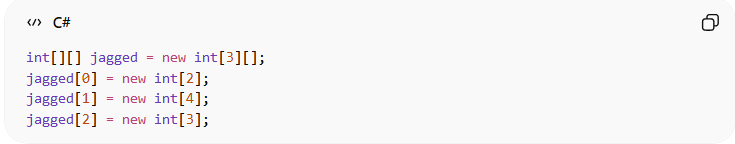 </> C#
int[][] jagged = new int[3][];
jagged[0] = new int[2];
jagged[1] = new int[4];
jagged[2] = new int[3];